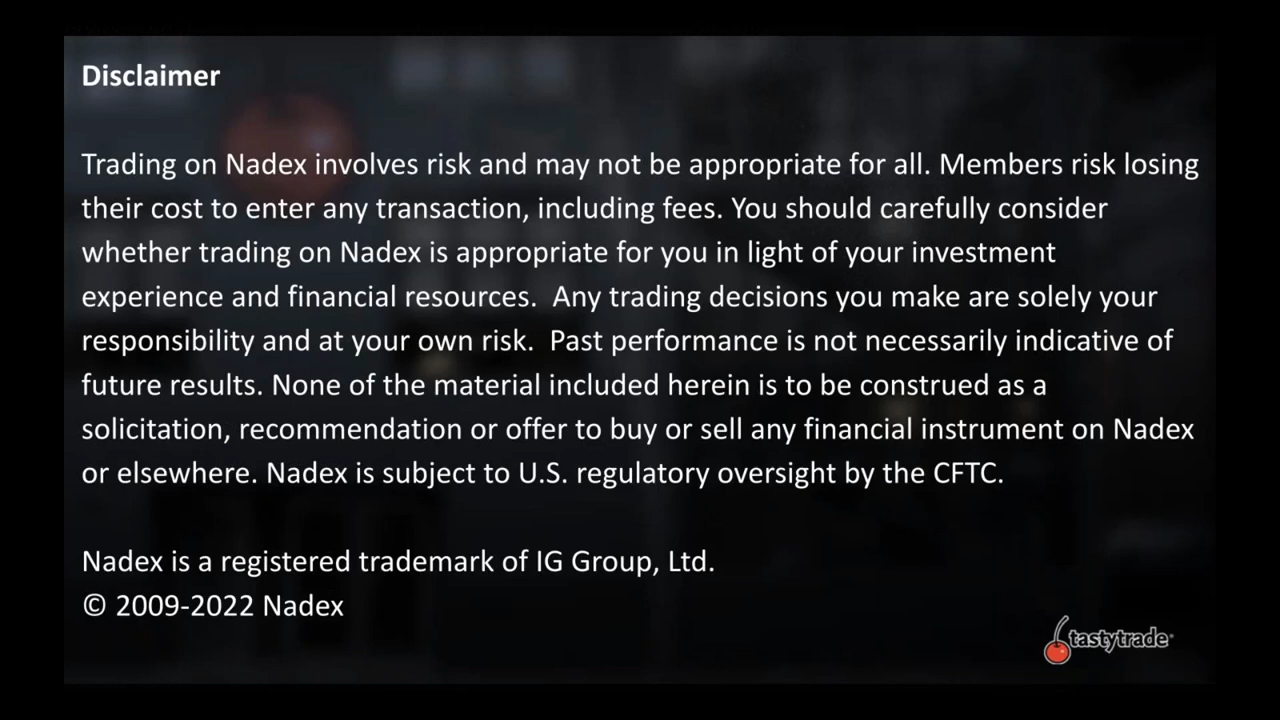 Disclaimer
Trading on Nadex involves risk and may not be appropriate for all. Members risk losing
their cost to enter any transaction, including fees. You should carefully consider
whether trading on Nadex is appropriate for you in light of your investment
experience and financial resources.  Any trading decisions you make are solely your
responsibility and at your own risk.  Past performance is not necessarily indicative of
future results. None of the material included herein is to be construed as a
solicitation, recommendation or offer to buy or sell any financial instrument on Nadex
or elsewhere. Nadex is subject to U.S. regulatory oversight by the CFTC.
Nadex is a registered trademark of IG Group, Ltd.
© 2009-2022 Nadex
tastytrade